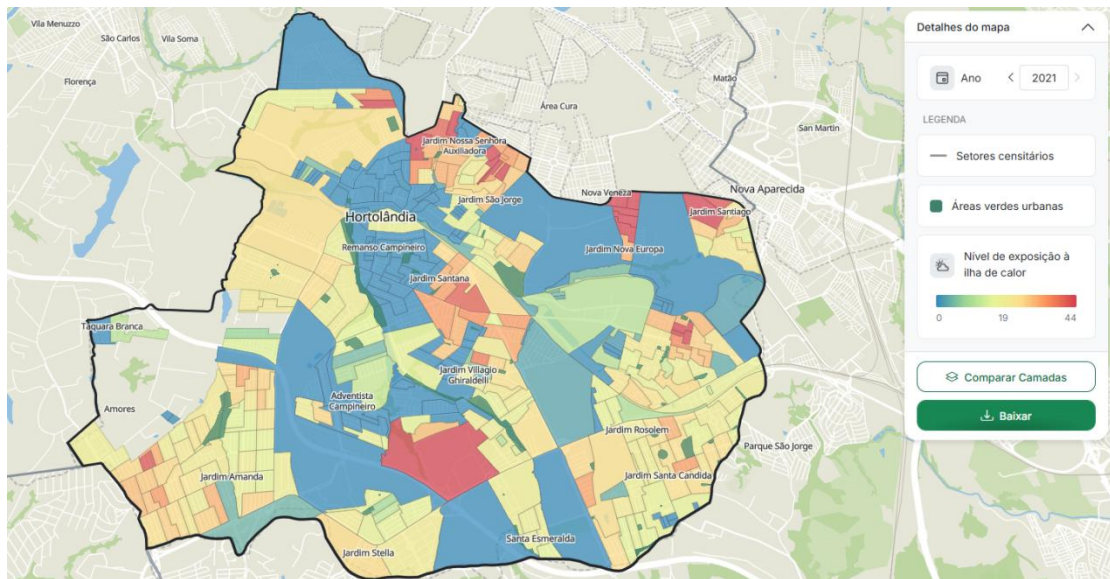 Vila Menuzzo
São Carlos
Vila Soma
Florença
Matão
Área Cura
San Martin
Jardim Nossa Senhora
Auxiliadora
Nova Veneza
Nova Aparecida
Jardim São Jorge
Jardim Santiago
Hortolândia
Remanso Campineiro
Jardim Nova Europa
Jardim Santana
Taquara Branca
Jardim Villagio
Ghiraldelli
Adventista
Campineiro
Amores
Jardim Rosolem
Parque São Jorge
Jardim Amanda
Jardim Santa Candida
Santa Esmeralda
Jardim Stella
Detalhes do mapa
Ano
2021
LEGENDA
Setores censitários
Áreas verdes urbanas
Nível de exposição à
ilha de calor
0 19 44
Comparar Camadas
Baixar